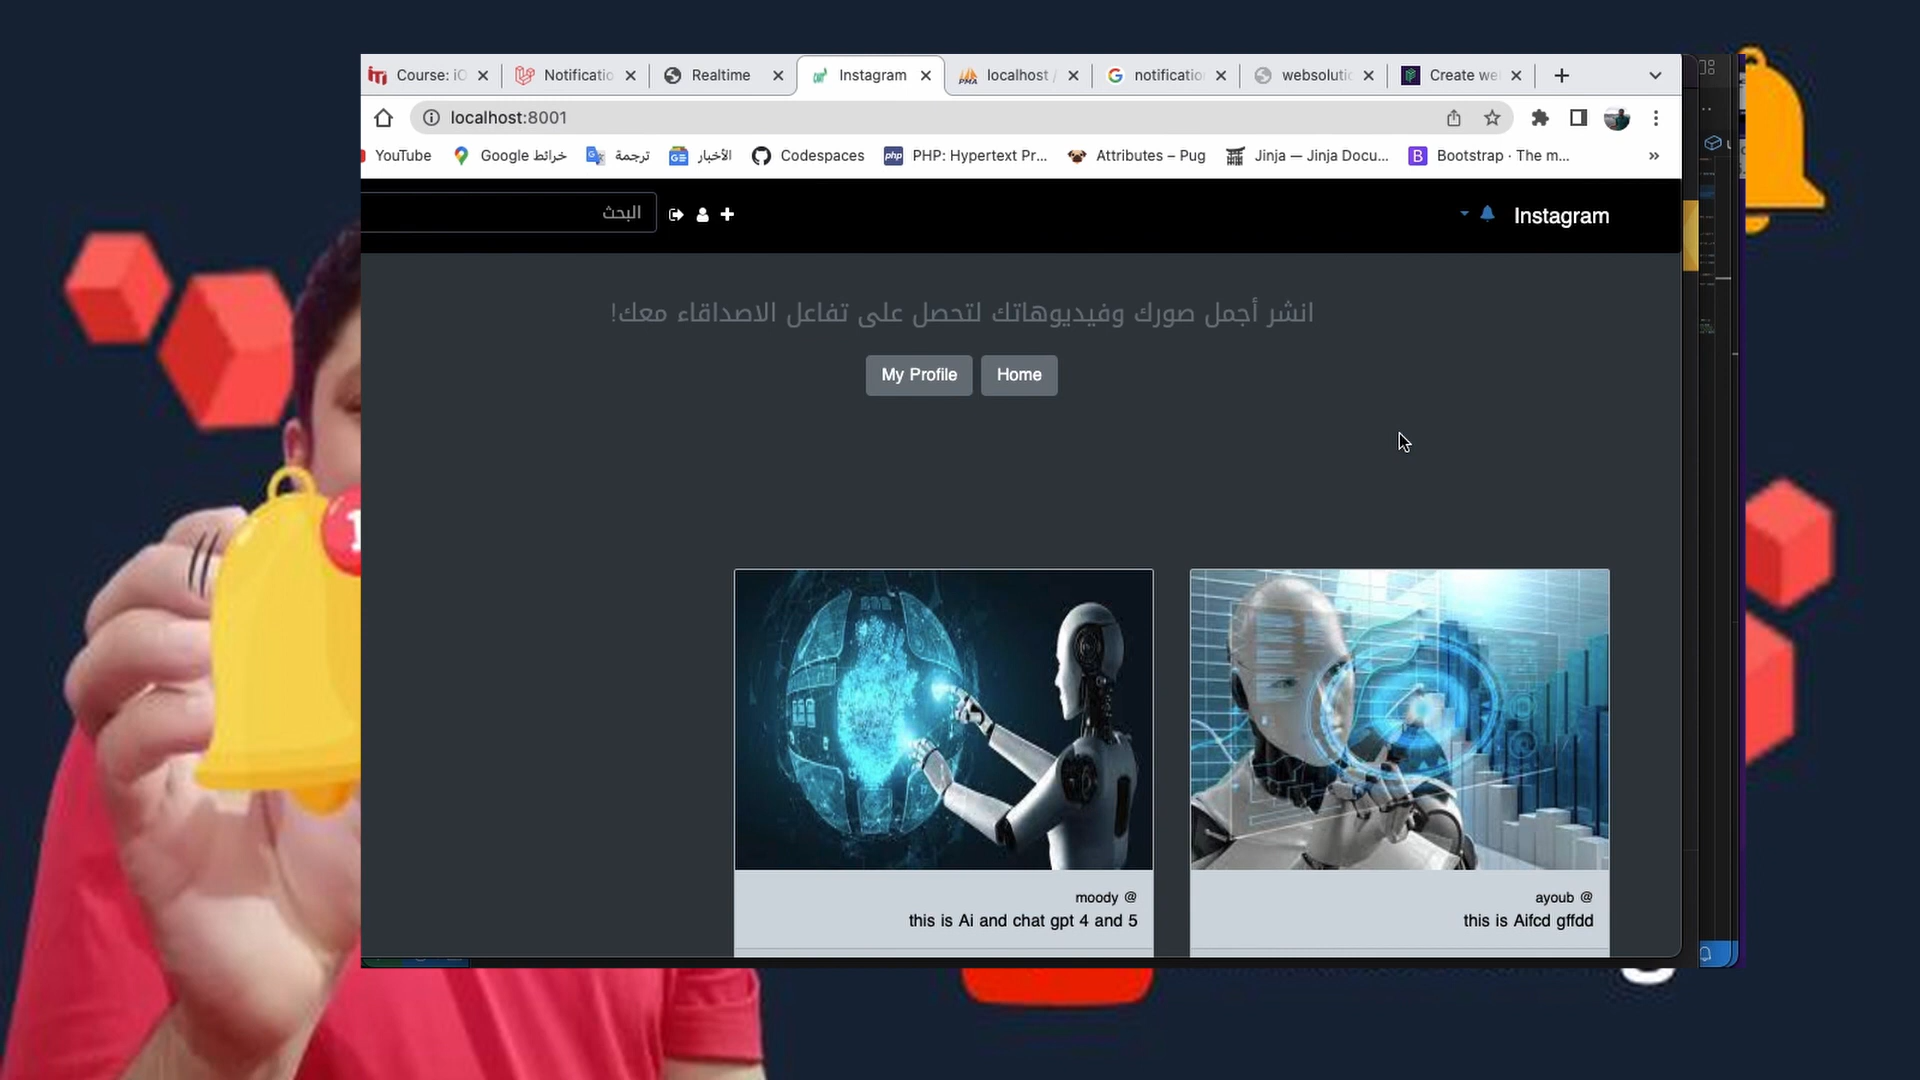 Course: iO
Notificatio
Realtime
Instagram
localhost /
notificatio
websolutio
Create we
localhost:8001
YouTube
خرائط Google
ترجمة
الأخبار
Codespaces
PHP: Hypertext Pr...
Attributes – Pug
Jinja — Jinja Docu...
Bootstrap · The m...
»
البحث
Instagram
انشر أجمل صورك وفيديوهاتك لتحصل على تفاعل الاصداقاء معك!
My Profile
Home
moody @
this is Ai and chat gpt 4 and 5
ayoub @
this is Aifcd gffdd